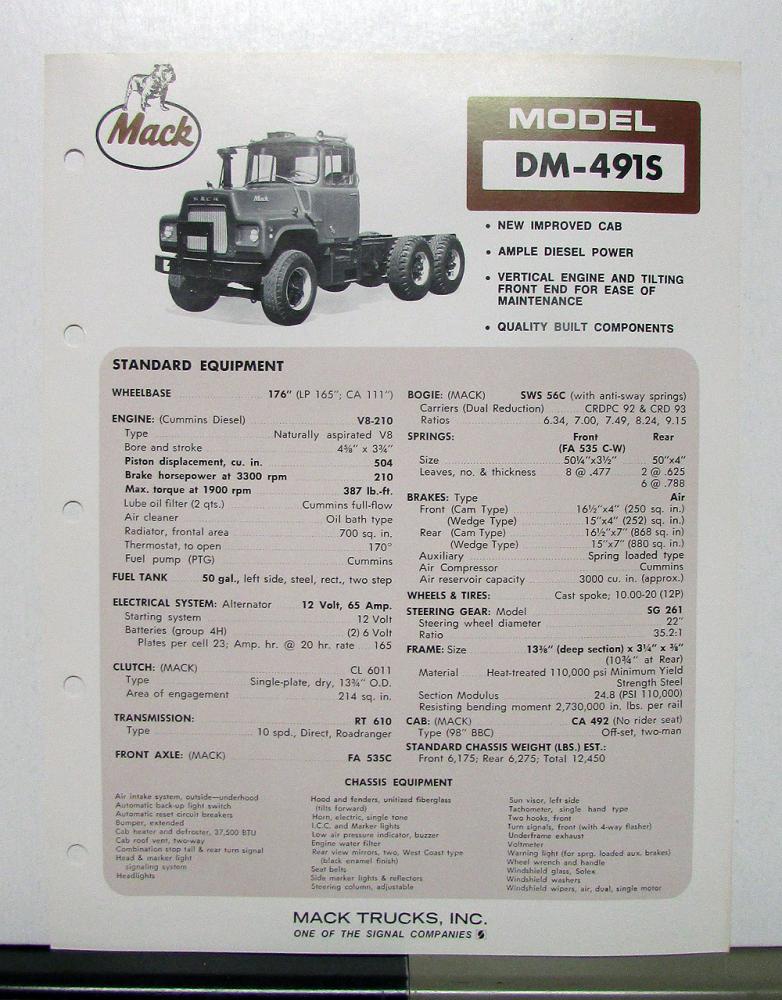 Mack
MODEL
DM-491S
MACK
Mack
• NEW IMPROVED CAB
• AMPLE DIESEL POWER
• VERTICAL ENGINE AND TILTING
FRONT END FOR EASE OF
MAINTENANCE
• QUALITY BUILT COMPONENTS
STANDARD EQUIPMENT
WHEELBASE 176" (LP 165"; CA 111")
ENGINE: (Cummins Diesel) V8-210
Type Naturally aspirated V8
Bore and stroke 4⅝" x 3¾"
Piston displacement, cu. in. 504
Brake horsepower at 3300 rpm 210
Max. torque at 1900 rpm 387 lb.-ft.
Lube oil filter (2 qts.) Cummins full-flow
Air cleaner Oil bath type
Radiator, frontal area 700 sq. in.
Thermostat, to open 170°
Fuel pump (PTG) Cummins
FUEL TANK 50 gal., left side, steel, rect., two step
ELECTRICAL SYSTEM: Alternator 12 Volt, 65 Amp.
Starting system 12 Volt
Batteries (group 4H) (2) 6 Volt
Plates per cell 23; Amp. hr. @ 20 hr. rate 165
CLUTCH: (MACK) CL 6011
Type Single-plate, dry, 13¾" O.D.
Area of engagement 214 sq. in.
TRANSMISSION: RT 610
Type 10 spd., Direct, Roadranger
FRONT AXLE: (MACK) FA 535C
BOGIE: (MACK) SWS 56C (with anti-sway springs)
Carriers (Dual Reduction) CRDPC 92 & CRD 93
Ratios 6.34, 7.00, 7.49, 8.24, 9.15
SPRINGS: Front Rear
(FA 535 C-W)
Size 50¼"x3½" 50"x4"
Leaves, no. & thickness 8 @ .477 2 @ .625
6 @ .788
BRAKES: Type Air
Front (Cam Type) 16½"x4" (250 sq. in.)
(Wedge Type) 15"x4" (252) sq. in.)
Rear (Cam Type) 16½"x7" (868 sq. in)
(Wedge Type) 15"x7" (880 sq. in.)
Auxiliary Spring loaded type
Air Compressor Cummins
Air reservoir capacity 3000 cu. in. (approx.)
WHEELS & TIRES: Cast spoke; 10.00-20 (12P)
STEERING GEAR: Model SG 261
Steering wheel diameter 22"
Ratio 35.2:1
FRAME: Size 13⅜" (deep section) x 3¼" x ⅜"
(10¾" at Rear)
Material Heat-treated 110,000 psi Minimum Yield
Strength Steel
Section Modulus 24.8 (PSI 110,000)
Resisting bending moment 2,730,000 in. lbs. per rail
CAB: (MACK) CA 492 (No rider seat)
Type (98" BBC) Off-set, two-man
STANDARD CHASSIS WEIGHT (LBS.) EST.:
Front 6,175; Rear 6,275; Total 12,450
CHASSIS EQUIPMENT
Air intake system, outside—underhood
Automatic back-up light switch
Automatic reset circuit breakers
Bumper, extended
Cab heater and defroster, 37,500 BTU
Cab roof vent, two-way
Combination stop tail & rear turn signal
Head & marker light
signaling system
Headlights
Hood and fenders, unitized fiberglass
(tilts forward)
Horn, electric, single tone
I.C.C. and Marker lights
Low air pressure indicator, buzzer
Engine water filter
Rear view mirrors, two, West Coast type
(black enamel finish)
Seat belts
Side marker lights & reflectors
Steering column, adjustable
Sun visor, left side
Tachometer, single hand type
Two hooks, front
Turn signals, front (with 4-way flasher)
Underframe exhaust
Voltmeter
Warning light (for sprg. loaded aux. brakes)
Wheel wrench and handle
Windshield glass, Solex
Windshield washers
Windshield wipers, air, dual, single motor
MACK TRUCKS, INC.
ONE OF THE SIGNAL COMPANIES